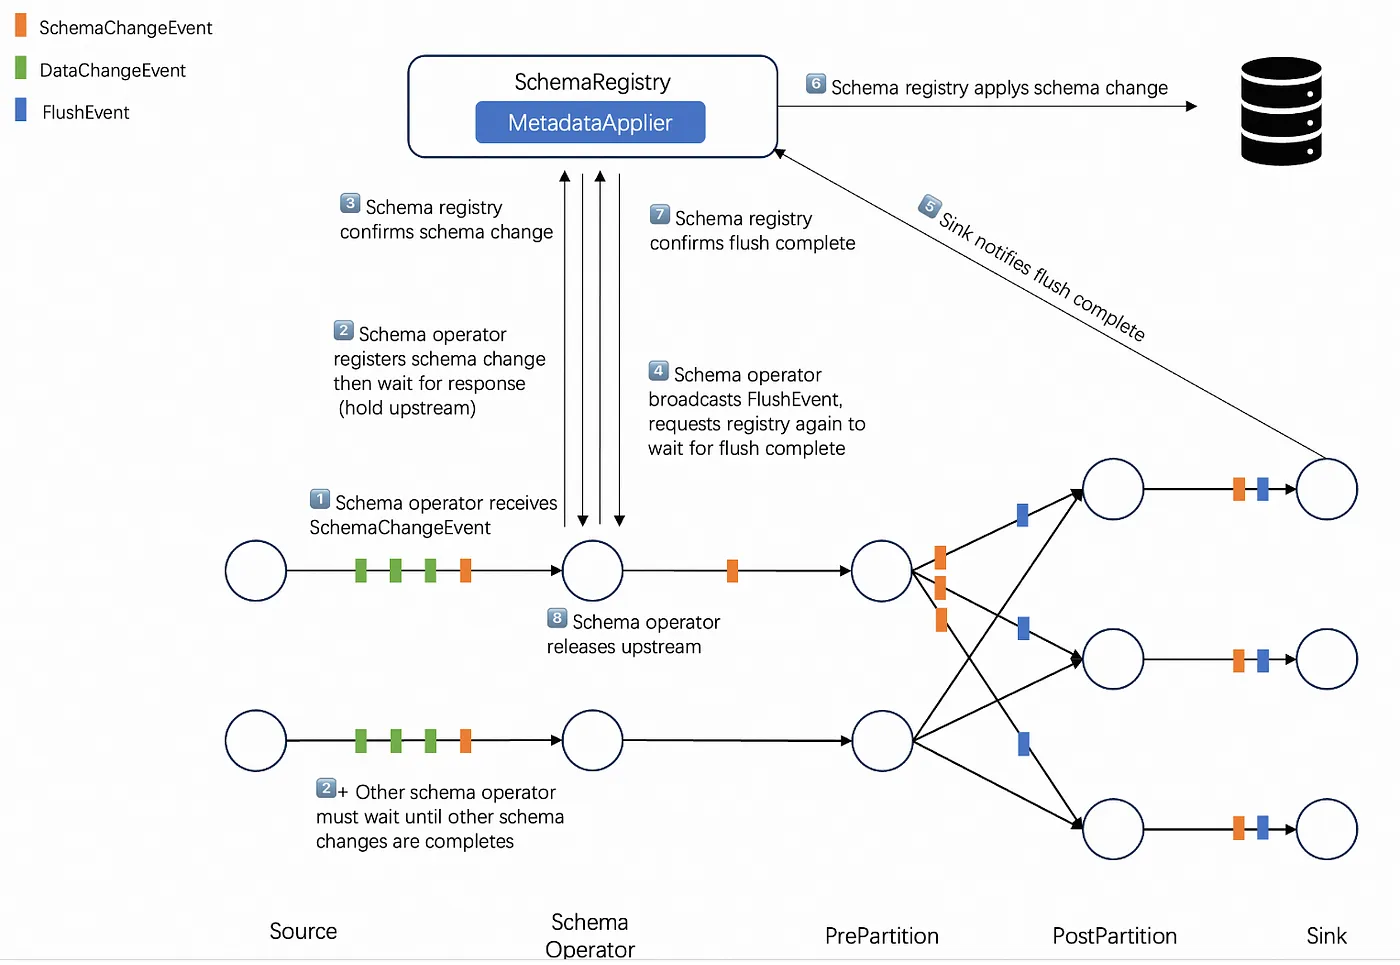 SchemaChangeEvent
DataChangeEvent
FlushEvent
SchemaRegistry
MetadataApplier
6 Schema registry applys schema change
3 Schema registry
confirms schema change
7 Schema registry
confirms flush complete
5 Sink notifies flush complete
2 Schema operator
registers schema change
then wait for response
(hold upstream)
4 Schema operator
broadcasts FlushEvent,
requests registry again to
wait for flush complete
1 Schema operator receives
SchemaChangeEvent
8 Schema operator
releases upstream
2+ Other schema operator
must wait until other schema
changes are completes
Source
Schema
Operator
PrePartition
PostPartition
Sink